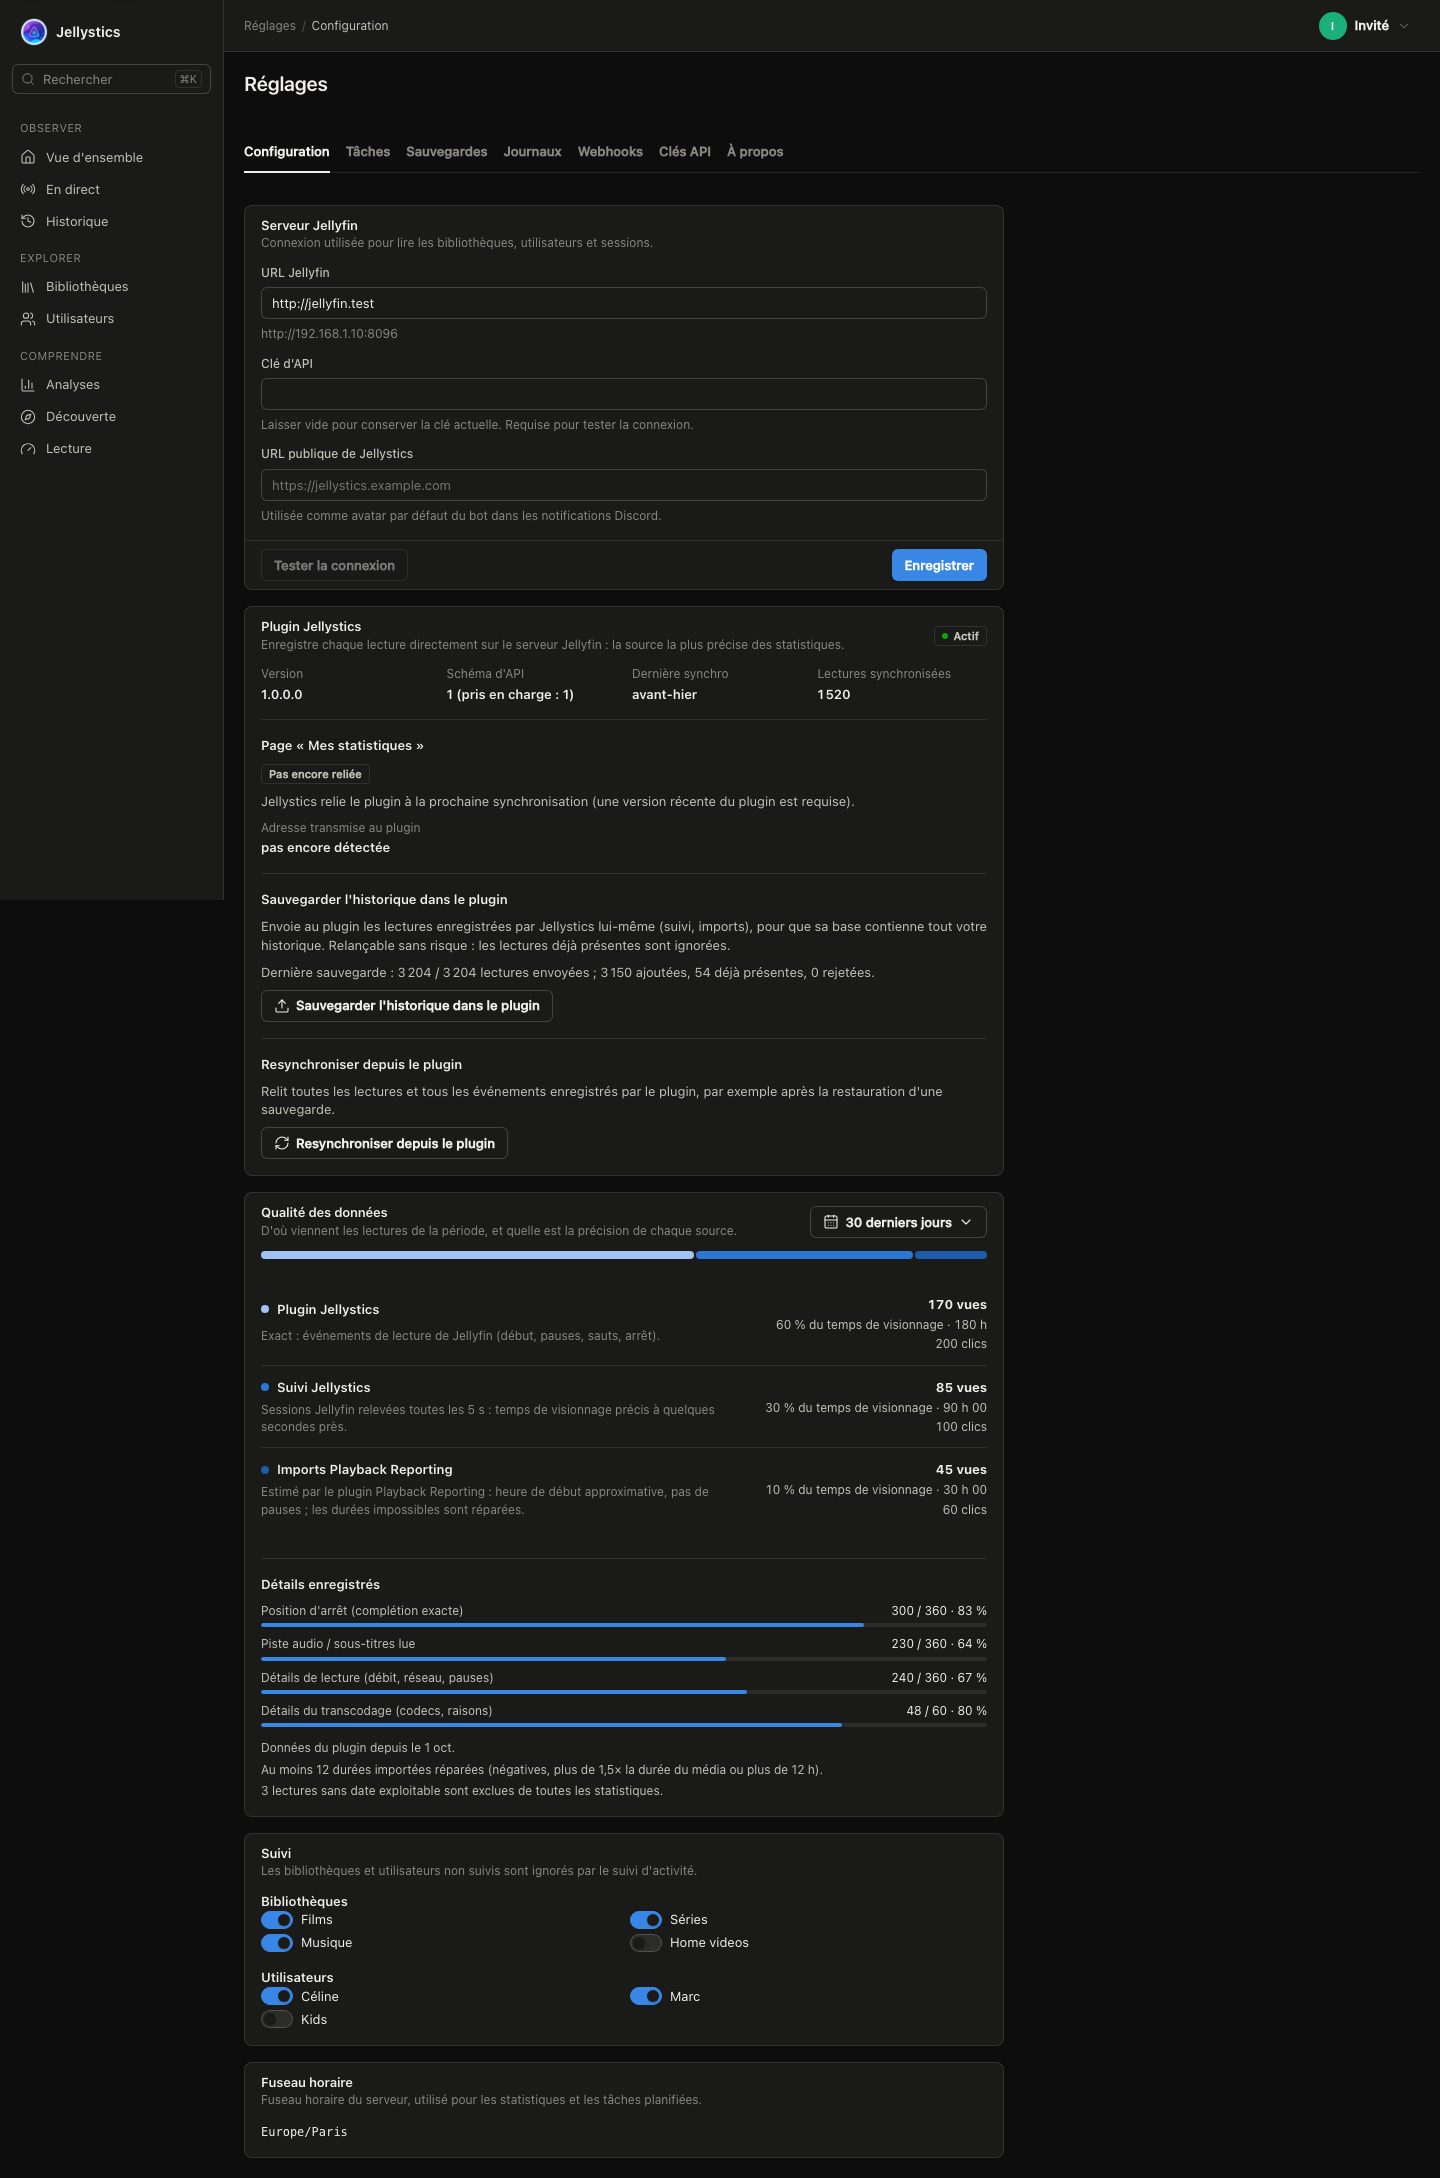 Jellystics
Rechercher
⌘K
OBSERVER
Vue d'ensemble
En direct
Historique
EXPLORER
Bibliothèques
Utilisateurs
COMPRENDRE
Analyses
Découverte
Lecture
Réglages / Configuration
I
Invité
Réglages
Configuration
Tâches
Sauvegardes
Journaux
Webhooks
Clés API
À propos
Serveur Jellyfin
Connexion utilisée pour lire les bibliothèques, utilisateurs et sessions.
URL Jellyfin
http://jellyfin.test
http://192.168.1.10:8096
Clé d'API
Laisser vide pour conserver la clé actuelle. Requise pour tester la connexion.
URL publique de Jellystics
https://jellystics.example.com
Utilisée comme avatar par défaut du bot dans les notifications Discord.
Tester la connexion
Enregistrer
Plugin Jellystics
Enregistre chaque lecture directement sur le serveur Jellyfin : la source la plus précise des statistiques.
Actif
Version
1.0.0.0
Schéma d'API
1 (pris en charge : 1)
Dernière synchro
avant-hier
Lectures synchronisées
1 520
Page « Mes statistiques »
Pas encore reliée
Jellystics relie le plugin à la prochaine synchronisation (une version récente du plugin est requise).
Adresse transmise au plugin
pas encore détectée
Sauvegarder l'historique dans le plugin
Envoie au plugin les lectures enregistrées par Jellystics lui-même (suivi, imports), pour que sa base contienne tout votre
historique. Relançable sans risque : les lectures déjà présentes sont ignorées.
Dernière sauvegarde : 3 204 / 3 204 lectures envoyées ; 3 150 ajoutées, 54 déjà présentes, 0 rejetées.
Sauvegarder l'historique dans le plugin
Resynchroniser depuis le plugin
Relit toutes les lectures et tous les événements enregistrés par le plugin, par exemple après la restauration d'une
sauvegarde.
Resynchroniser depuis le plugin
Qualité des données
D'où viennent les lectures de la période, et quelle est la précision de chaque source.
30 derniers jours
Plugin Jellystics
Exact : événements de lecture de Jellyfin (début, pauses, sauts, arrêt).
170 vues
60 % du temps de visionnage · 180 h
200 clics
Suivi Jellystics
Sessions Jellyfin relevées toutes les 5 s : temps de visionnage précis à quelques
secondes près.
85 vues
30 % du temps de visionnage · 90 h 00
100 clics
Imports Playback Reporting
Estimé par le plugin Playback Reporting : heure de début approximative, pas de
pauses ; les durées impossibles sont réparées.
45 vues
10 % du temps de visionnage · 30 h 00
60 clics
Détails enregistrés
Position d'arrêt (complétion exacte)
300 / 360 · 83 %
Piste audio / sous-titres lue
230 / 360 · 64 %
Détails de lecture (débit, réseau, pauses)
240 / 360 · 67 %
Détails du transcodage (codecs, raisons)
48 / 60 · 80 %
Données du plugin depuis le 1 oct.
Au moins 12 durées importées réparées (négatives, plus de 1,5× la durée du média ou plus de 12 h).
3 lectures sans date exploitable sont exclues de toutes les statistiques.
Suivi
Les bibliothèques et utilisateurs non suivis sont ignorés par le suivi d'activité.
Bibliothèques
Films
Séries
Musique
Home videos
Utilisateurs
Céline
Marc
Kids
Fuseau horaire
Fuseau horaire du serveur, utilisé pour les statistiques et les tâches planifiées.
Europe/Paris